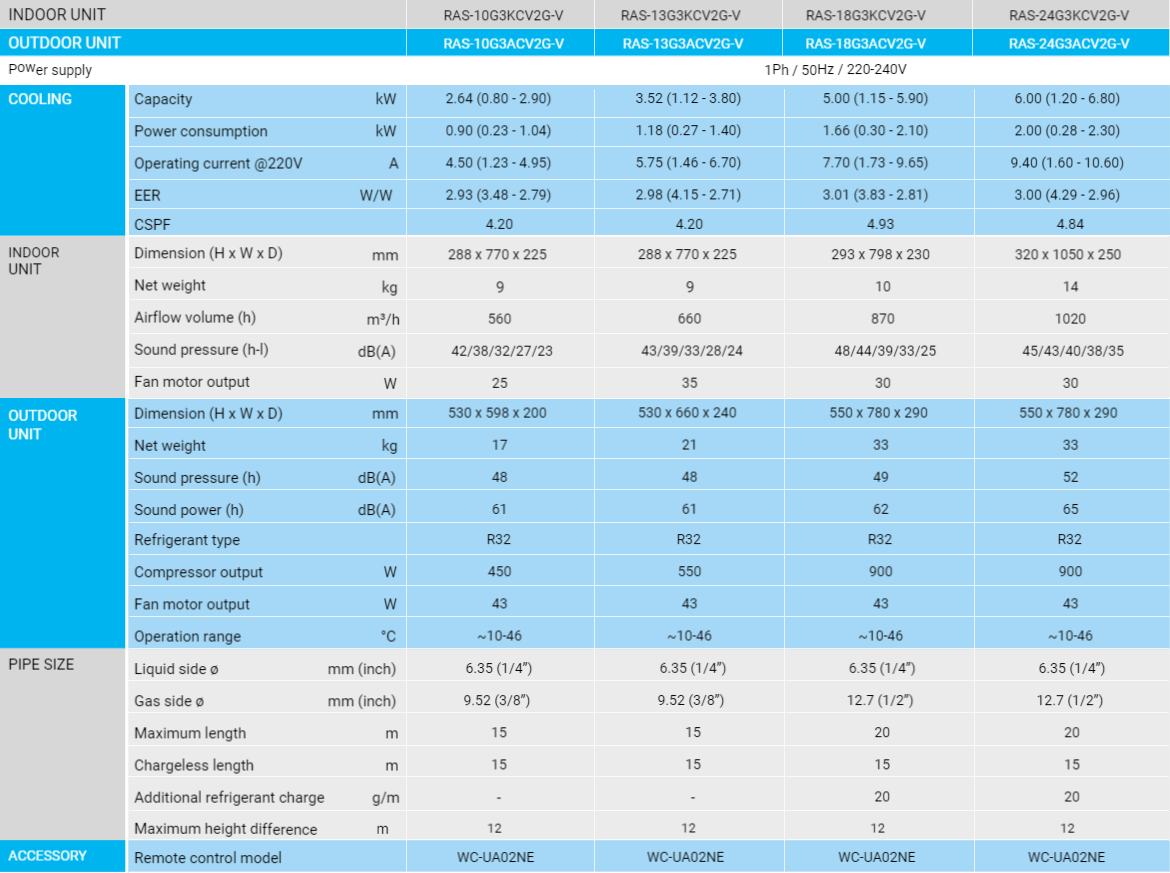 INDOOR UNIT RAS-10G3KCV2G-V RAS-13G3KCV2G-V RAS-18G3KCV2G-V RAS-24G3KCV2G-V
OUTDOOR UNIT RAS-10G3ACV2G-V RAS-13G3ACV2G-V RAS-18G3ACV2G-V RAS-24G3ACV2G-V
Power supply 1Ph / 50Hz / 220-240V
COOLING Capacity kW 2.64 (0.80 - 2.90) 3.52 (1.12 - 3.80) 5.00 (1.15 - 5.90) 6.00 (1.20 - 6.80)
Power consumption kW 0.90 (0.23 - 1.04) 1.18 (0.27 - 1.40) 1.66 (0.30 - 2.10) 2.00 (0.28 - 2.30)
Operating current @220V A 4.50 (1.23 - 4.95) 5.75 (1.46 - 6.70) 7.70 (1.73 - 9.65) 9.40 (1.60 - 10.60)
EER W/W 2.93 (3.48 - 2.79) 2.98 (4.15 - 2.71) 3.01 (3.83 - 2.81) 3.00 (4.29 - 2.96)
CSPF 4.20 4.20 4.93 4.84
INDOOR UNIT Dimension (H x W x D) mm 288 x 770 x 225 288 x 770 x 225 293 x 798 x 230 320 x 1050 x 250
Net weight kg 9 9 10 14
Airflow volume (h) m³/h 560 660 870 1020
Sound pressure (h-l) dB(A) 42/38/32/27/23 43/39/33/28/24 48/44/39/33/25 45/43/40/38/35
Fan motor output W 25 35 30 30
OUTDOOR UNIT Dimension (H x W x D) mm 530 x 598 x 200 530 x 660 x 240 550 x 780 x 290 550 x 780 x 290
Net weight kg 17 21 33 33
Sound pressure (h) dB(A) 48 48 49 52
Sound power (h) dB(A) 61 61 62 65
Refrigerant type R32 R32 R32 R32
Compressor output W 450 550 900 900
Fan motor output W 43 43 43 43
Operation range °C ~10-46 ~10-46 ~10-46 ~10-46
PIPE SIZE Liquid side ø mm (inch) 6.35 (1/4”) 6.35 (1/4”) 6.35 (1/4”) 6.35 (1/4”)
Gas side ø mm (inch) 9.52 (3/8”) 9.52 (3/8”) 12.7 (1/2”) 12.7 (1/2”)
Maximum length m 15 15 20 20
Chargeless length m 15 15 15 15
Additional refrigerant charge g/m - - 20 20
Maximum height difference m 12 12 12 12
ACCESSORY Remote control model WC-UA02NE WC-UA02NE WC-UA02NE WC-UA02NE